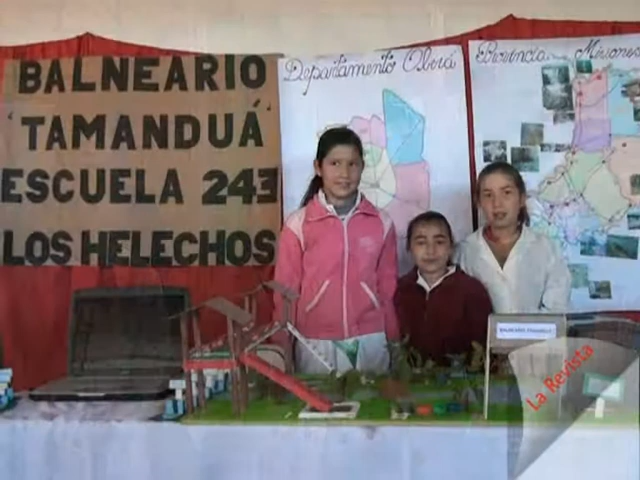 BALNEARIO
'TAMANDUÁ'
ESCUELA 243
LOS HELECHOS
Departamento Oberá
Provincia Misiones
La Revista